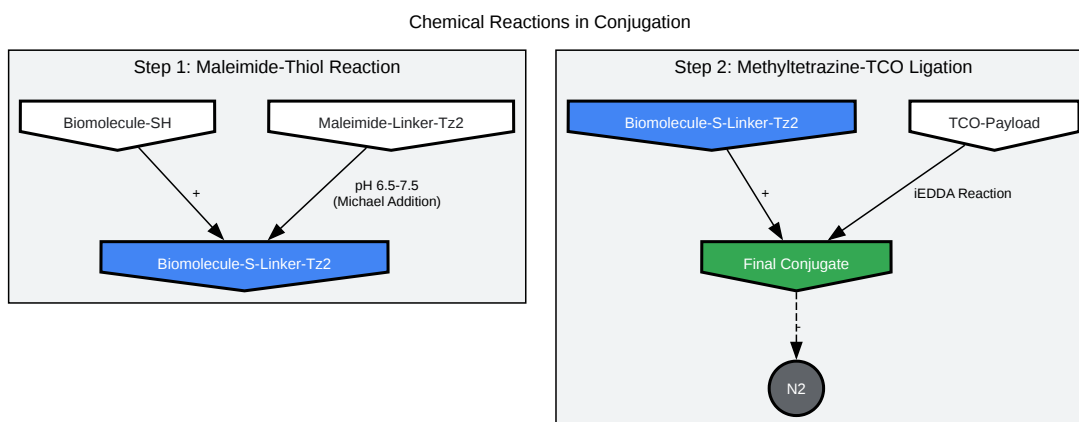 Chemical Reactions in Conjugation
Step 1: Maleimide-Thiol Reaction
Biomolecule-SH
Maleimide-Linker-Tz2
+
pH 6.5-7.5
(Michael Addition)
Biomolecule-S-Linker-Tz2
Step 2: Methyltetrazine-TCO Ligation
Biomolecule-S-Linker-Tz2
TCO-Payload
+
iEDDA Reaction
Final Conjugate
-
N2